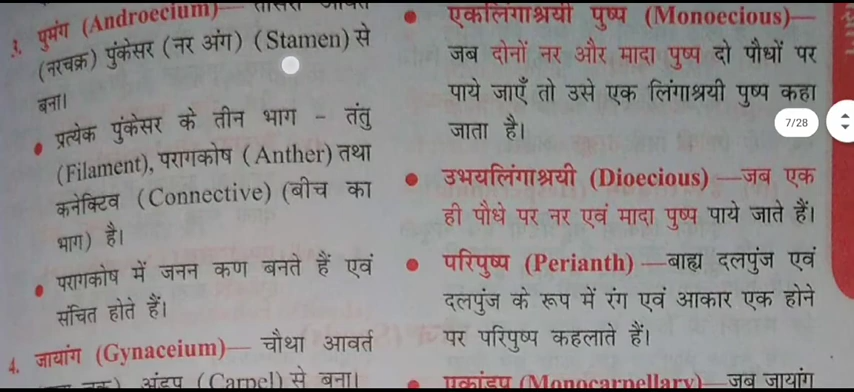 3. पुमंग (Androecium)—
(नरचक्र) पुंकेसर (नर अंग) (Stamen) से
बना।
• प्रत्येक पुंकेसर के तीन भाग - तंतु
(Filament), परागकोष (Anther) तथा
कनेक्टिव (Connective) (बीच का
भाग) है।
• परागकोष में जनन कण बनते हैं एवं
संचित होते हैं।
4. जायांग (Gynaceium)— चौथा आवर्त
अंडप (Carpel) से बना।
• एकलिंगाश्रयी पुष्प (Monoecious)—
जब दोनों नर और मादा पुष्प दो पौधों पर
पाये जाएँ तो उसे एक लिंगाश्रयी पुष्प कहा
जाता है।
• उभयलिंगाश्रयी (Dioecious)—जब एक
ही पौधे पर नर एवं मादा पुष्प पाये जाते हैं।
• परिपुष्प (Perianth)—बाह्य दलपुंज एवं
दलपुंज के रूप में रंग एवं आकार एक होने
पर परिपुष्प कहलाते हैं।
• एकांडप (Monocarpellary)—जब जायांग
7/28